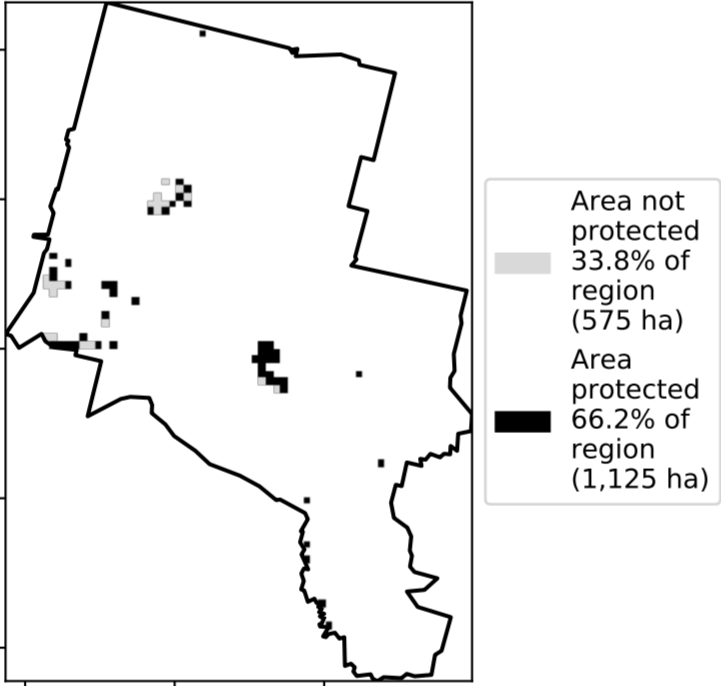 Area not
protected
33.8% of
region
(575 ha)
Area
protected
66.2% of
region
(1,125 ha)